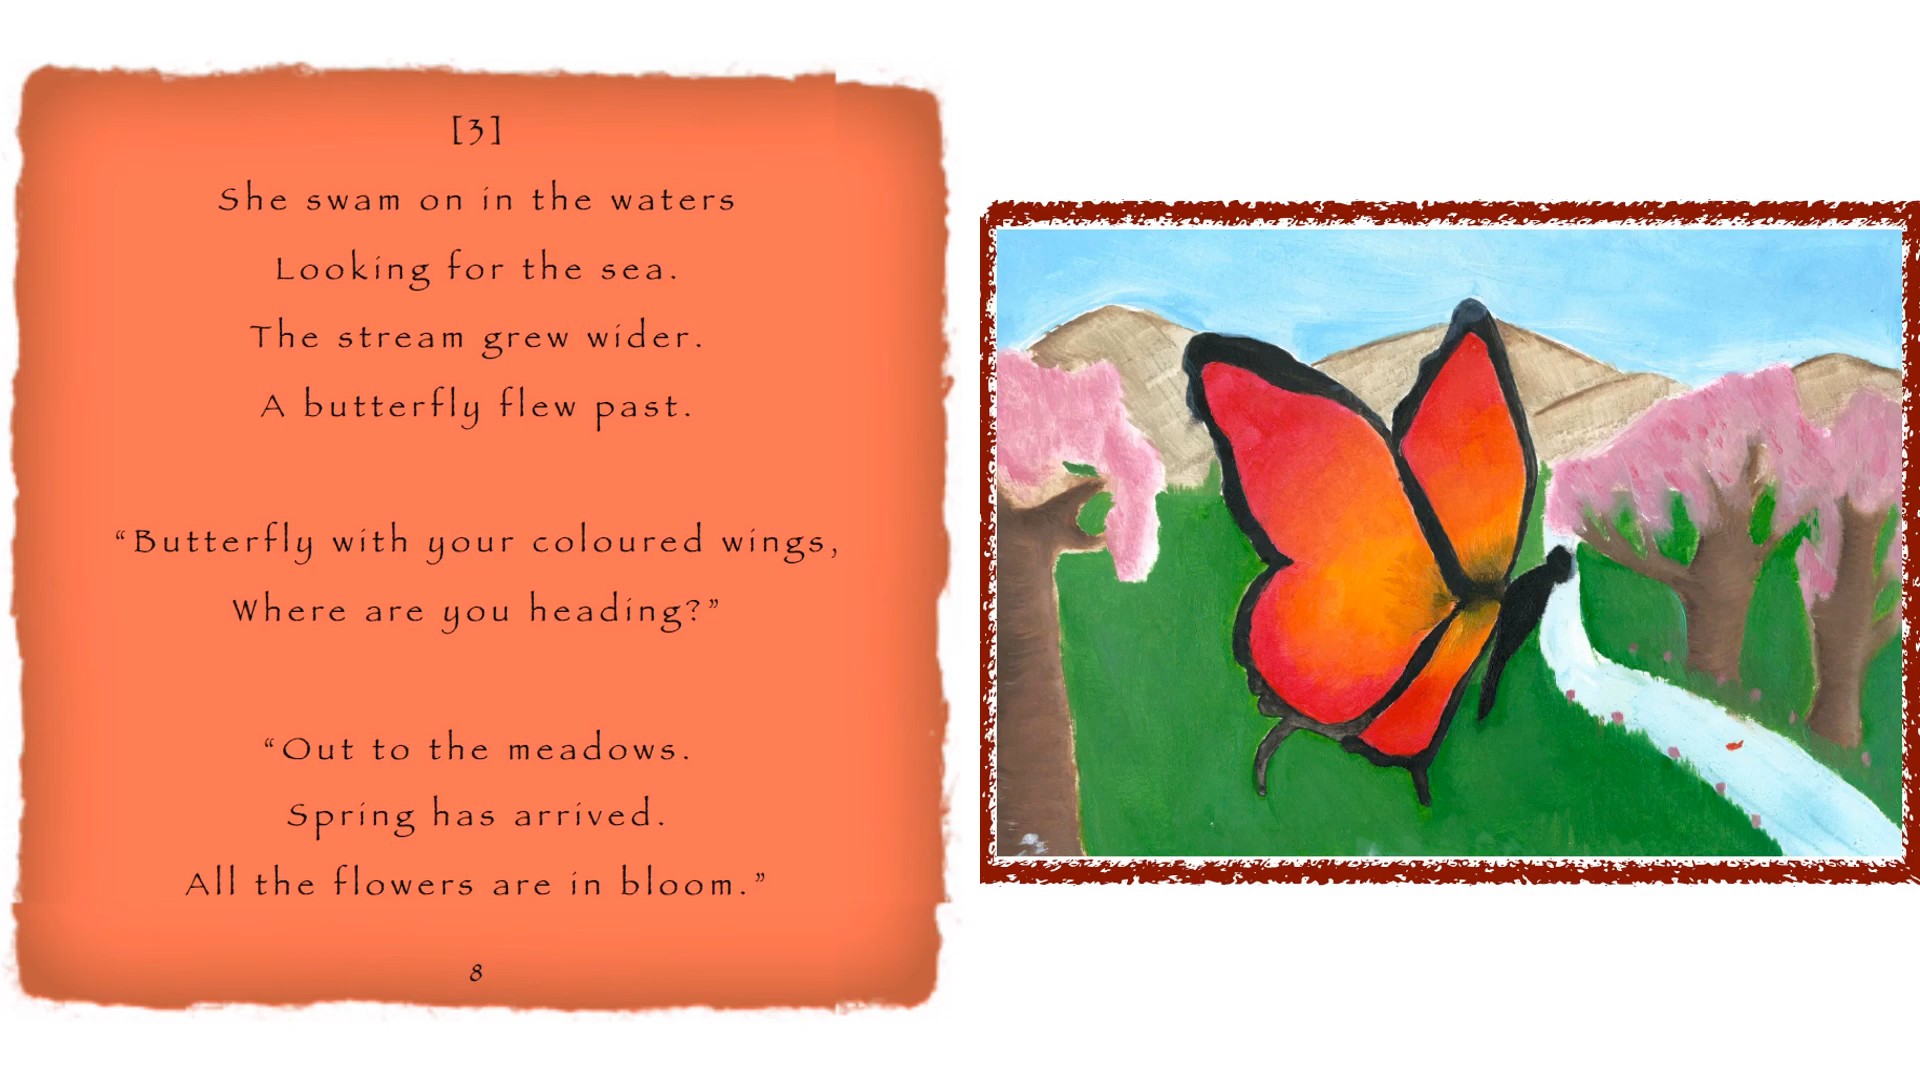 [3]
She swam on in the waters
Looking for the sea.
The stream grew wider.
A butterfly flew past.
“Butterfly with your coloured wings,
Where are you heading?”
“Out to the meadows.
Spring has arrived.
All the flowers are in bloom.”
8